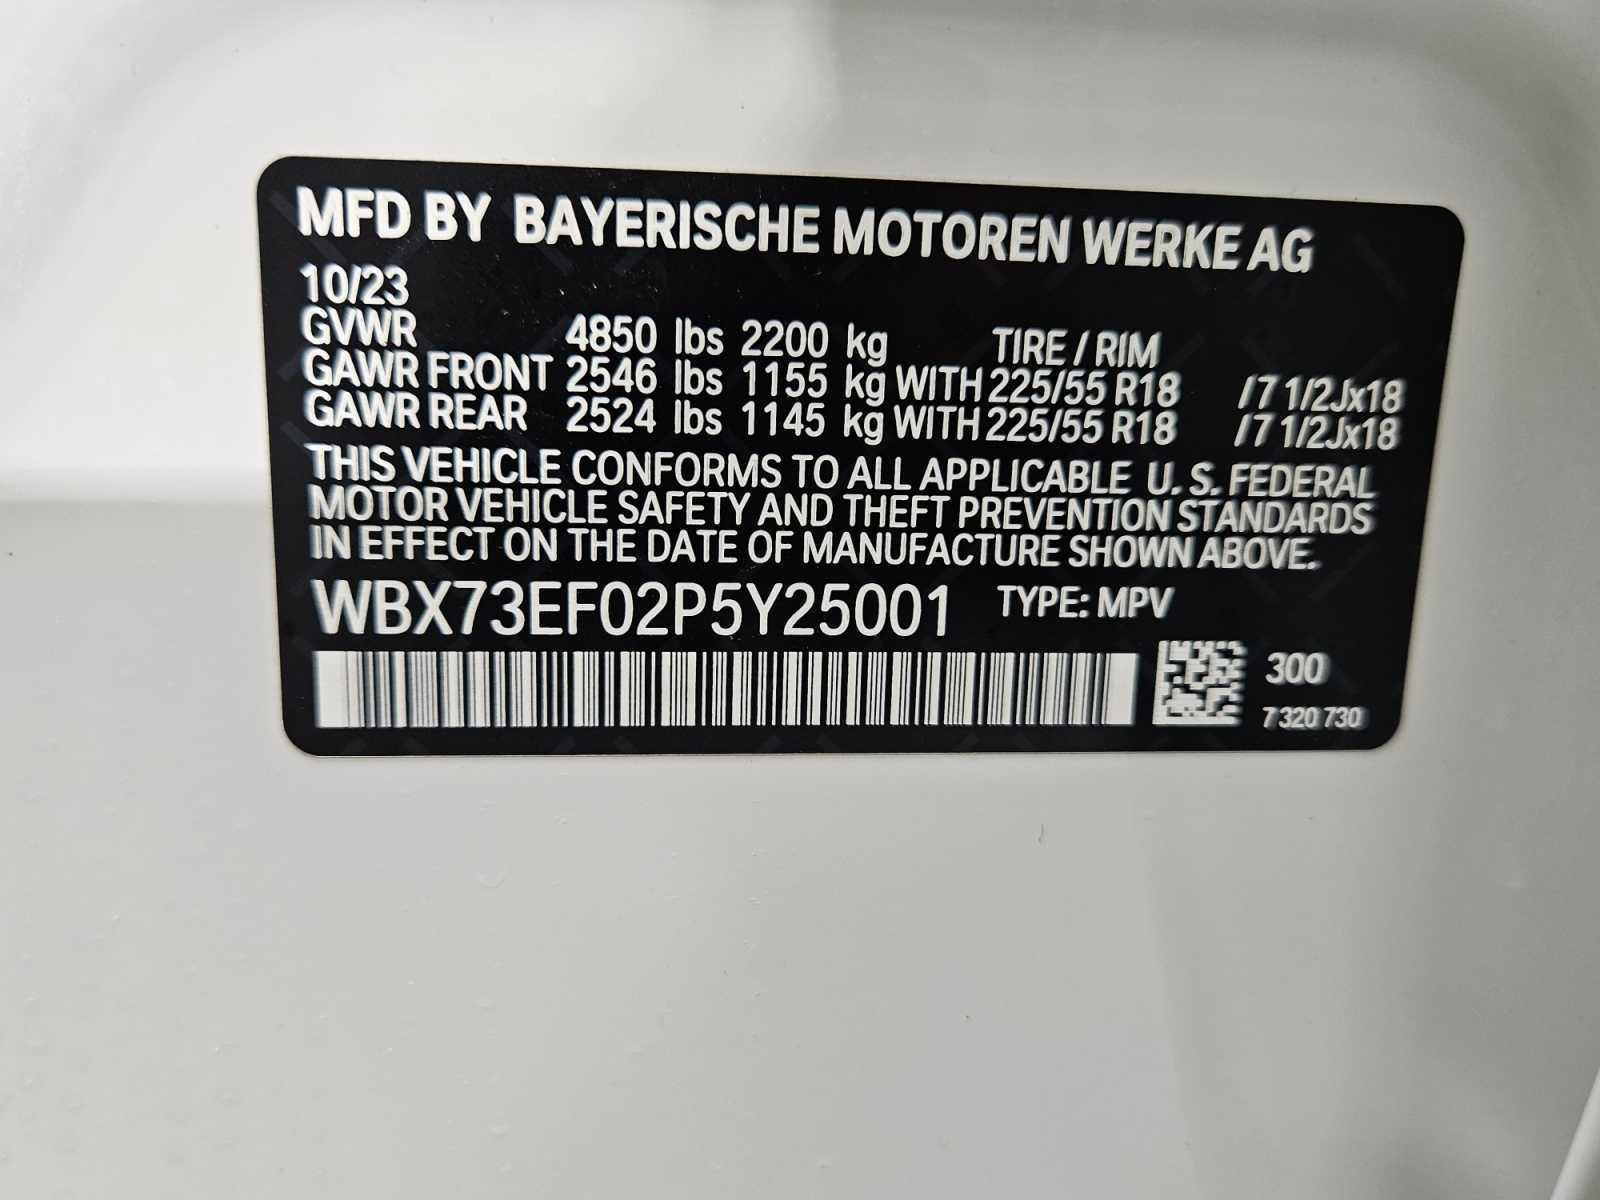 MFD BY BAYERISCHE MOTOREN WERKE AG
10/23
GVWR 4850 lbs 2200 kg TIRE / RIM
GAWR FRONT 2546 lbs 1155 kg WITH 225/55 R18 / 7 1/2Jx18
GAWR REAR 2524 lbs 1145 kg WITH 225/55 R18 / 7 1/2Jx18
THIS VEHICLE CONFORMS TO ALL APPLICABLE U. S. FEDERAL
MOTOR VEHICLE SAFETY AND THEFT PREVENTION STANDARDS
IN EFFECT ON THE DATE OF MANUFACTURE SHOWN ABOVE.
WBX73EF02P5Y25001 TYPE: MPV
300
7 320 730